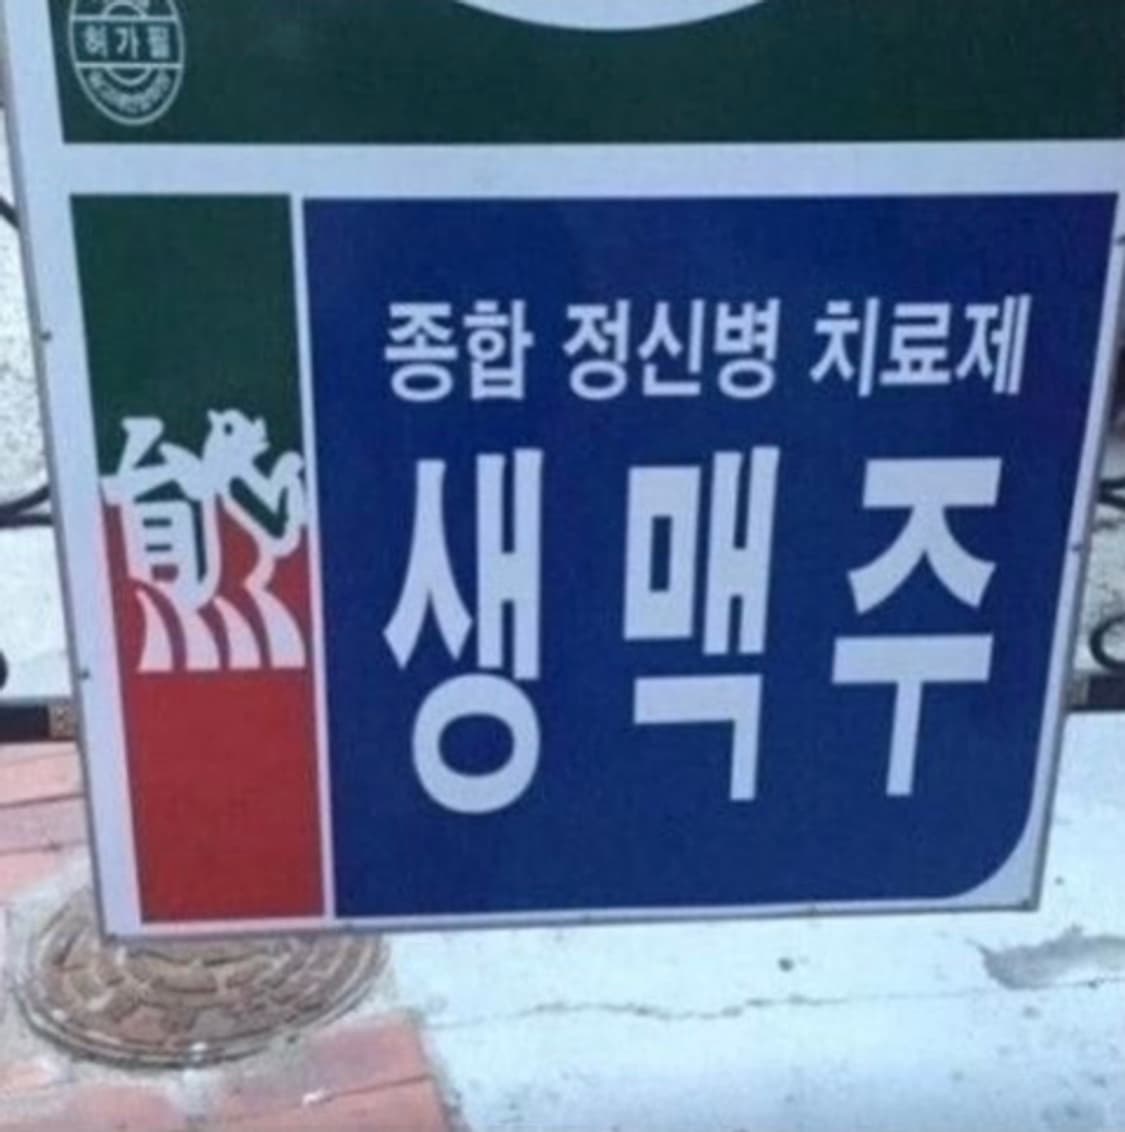 허가필
종합 정신병 치료제
생맥주